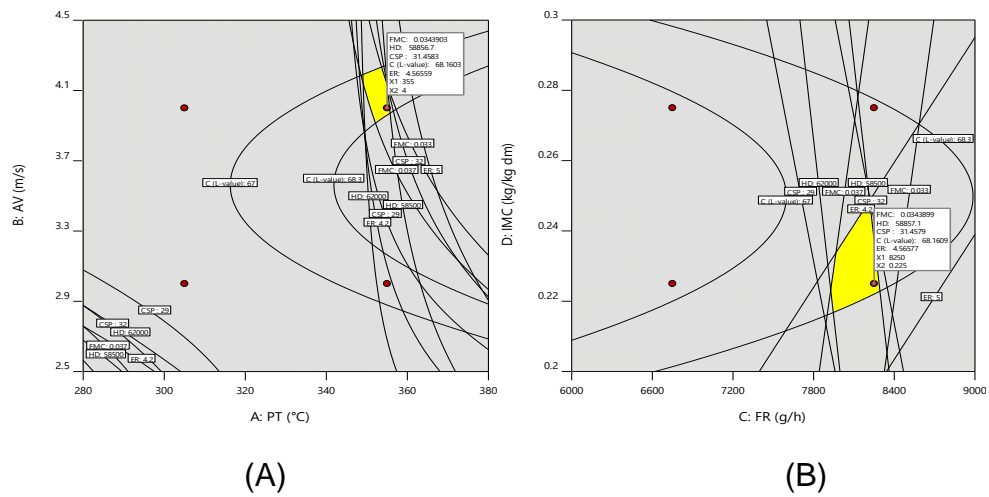 4.5
4.1
3.7
3.3
2.9
2.5
B: AV (m/s)
FMC: 0.0343903
HD: 58856.7
CSP : 31.4583
C (L-value): 68.1603
ER: 4.56559
X1 355
X2 4
FMC: 0.033
CSP : 32
FMC: 0.037
ER: 5
C (L-value): 67
C (L-value): 68.3
HD: 62000
HD: 58500
CSP : 29
ER: 4.2
CSP : 29
CSP : 32
HD: 62000
FMC: 0.037
HD: 58500
ER: 4.2
280
300
320
340
360
380
A: PT (°C)
(A)
0.3
0.28
0.26
0.24
0.22
0.2
D: IMC (kg/kg dm)
C (L-value): 68.3
HD: 62000
HD: 58500
CSP : 29
FMC: 0.037
FMC: 0.033
C (L-value): 67
CSP : 32
ER: 4.2
FMC: 0.0343899
HD: 58857.1
CSP : 31.4579
C (L-value): 68.1609
ER: 4.56577
X1 8250
X2 0.225
ER: 5
6000
6600
7200
7800
8400
9000
C: FR (g/h)
(B)